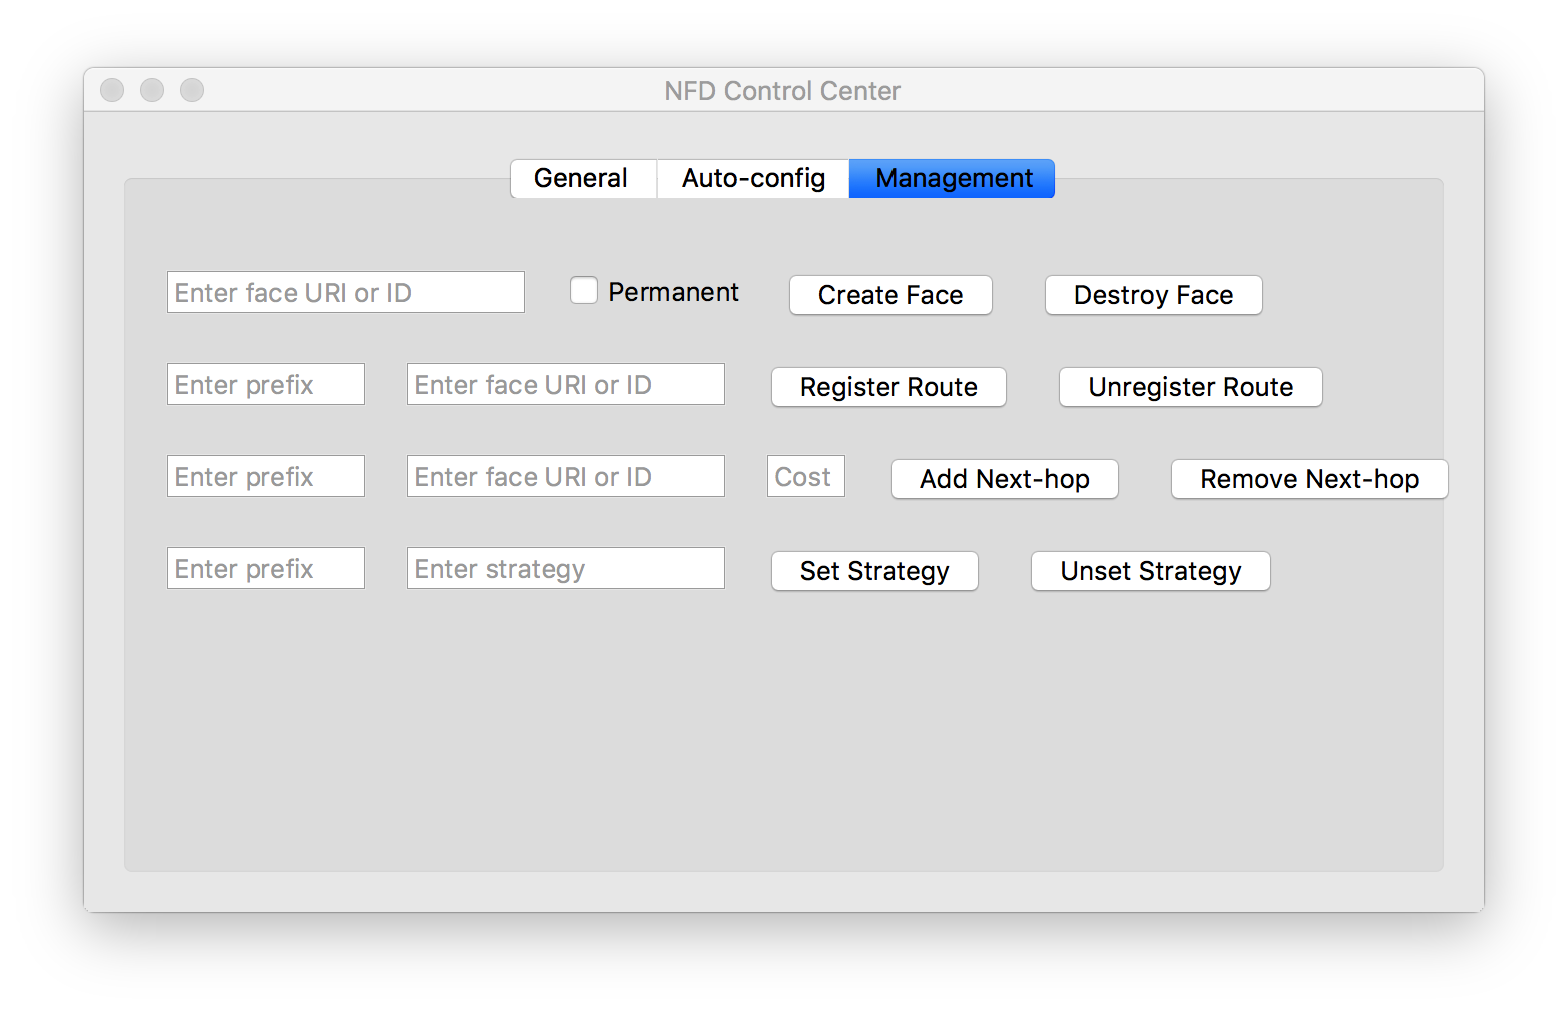 NFD Control Center
General Auto-config Management
Enter face URI or ID Permanent Create Face Destroy Face
Enter prefix Enter face URI or ID Register Route Unregister Route
Enter prefix Enter face URI or ID Cost Add Next-hop Remove Next-hop
Enter prefix Enter strategy Set Strategy Unset Strategy